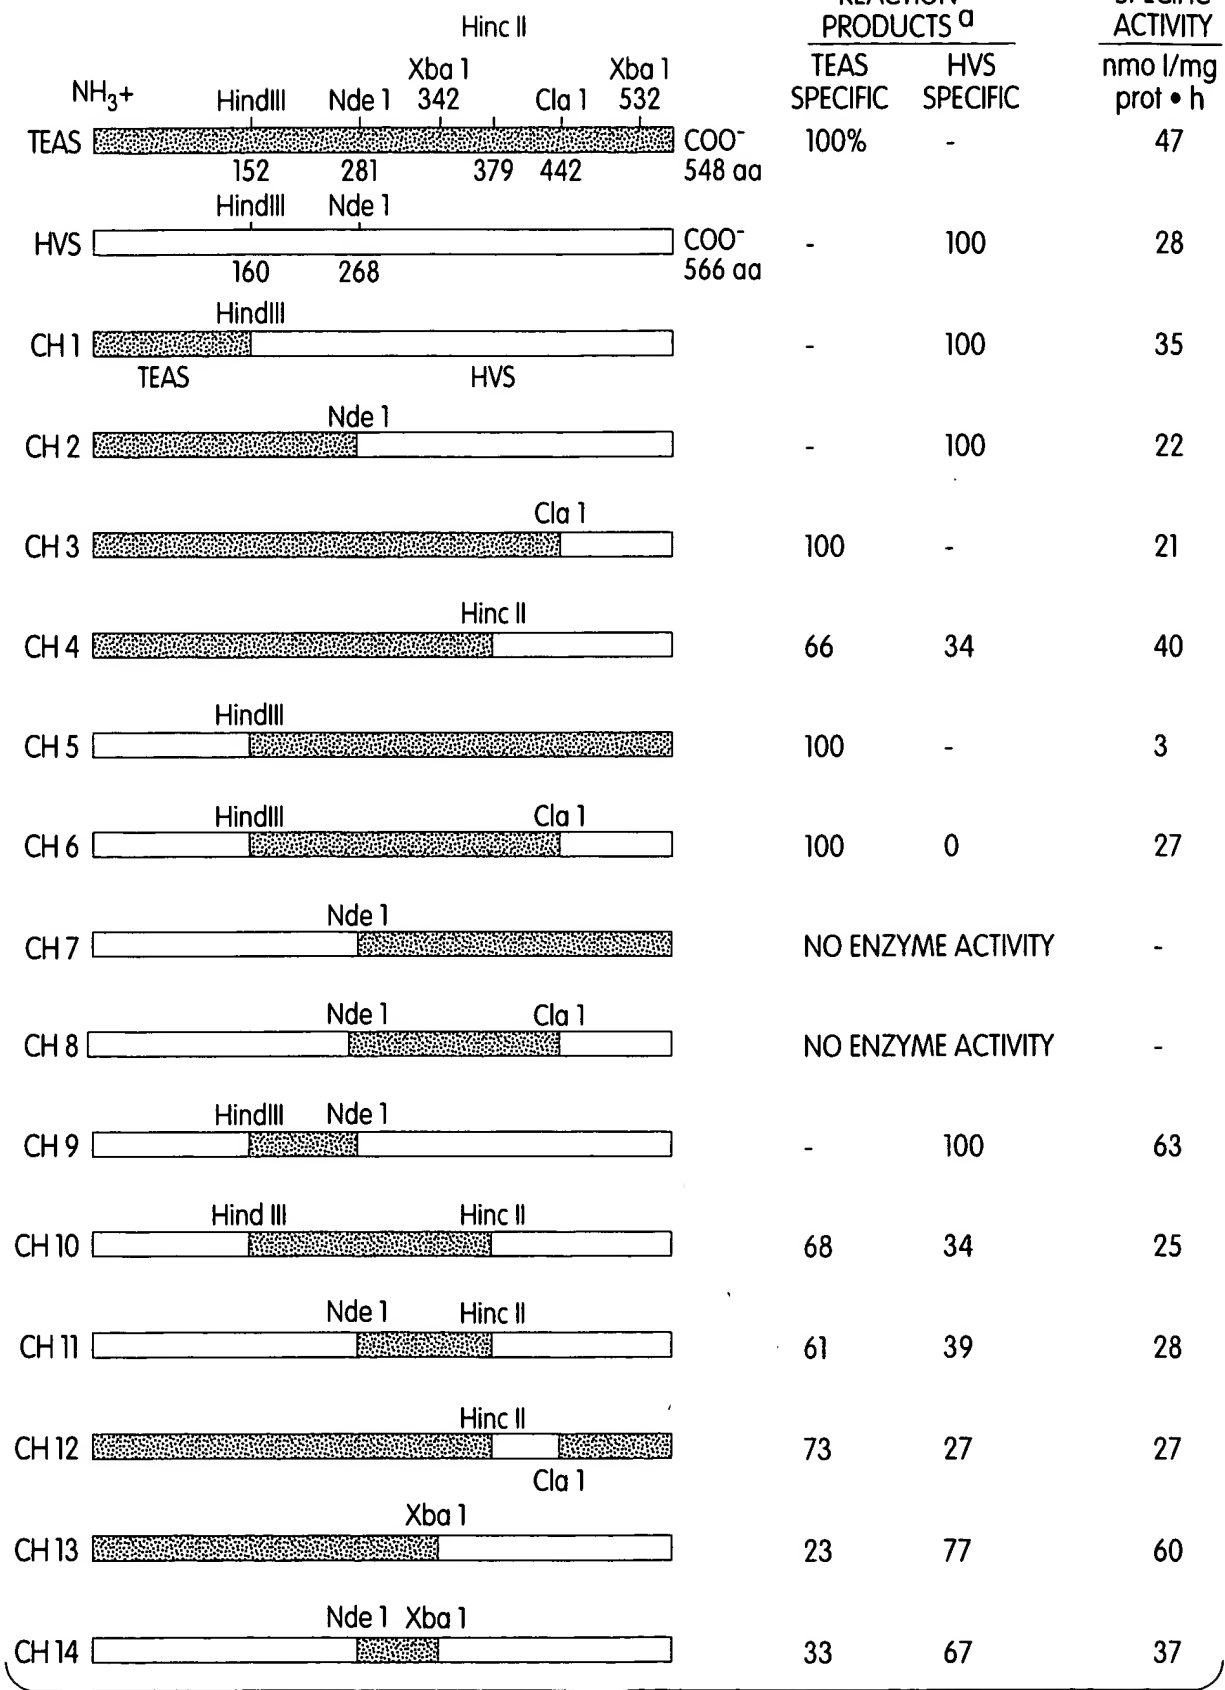 REACTION SPECIFIC
Hinc II PRODUCTS a ACTIVITY
Xba 1 Xba 1 TEAS HVS nmo l/mg
NH₃+ HindIII Nde 1 342 Cla 1 532 SPECIFIC SPECIFIC prot • h
TEAS COO⁻ 100% - 47
152 281 379 442 548 aa
HindIII Nde 1
HVS COO⁻ - 100 28
160 268 566 aa
HindIII
CH 1 - 100 35
TEAS HVS
Nde 1
CH 2 - 100 22
Cla 1
CH 3 100 - 21
Hinc II
CH 4 66 34 40
HindIII
CH 5 100 - 3
HindIII Cla 1
CH 6 100 0 27
Nde 1
CH 7 NO ENZYME ACTIVITY -
Nde 1 Cla 1
CH 8 NO ENZYME ACTIVITY -
HindIII Nde 1
CH 9 - 100 63
Hind III Hinc II
CH 10 68 34 25
Nde 1 Hinc II
CH 11 61 39 28
Hinc II
CH 12 73 27 27
Cla 1
Xba 1
CH 13 23 77 60
Nde 1 Xba 1
CH 14 33 67 37